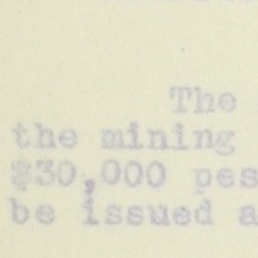 The
the mining
$30,000 pes
be issued a